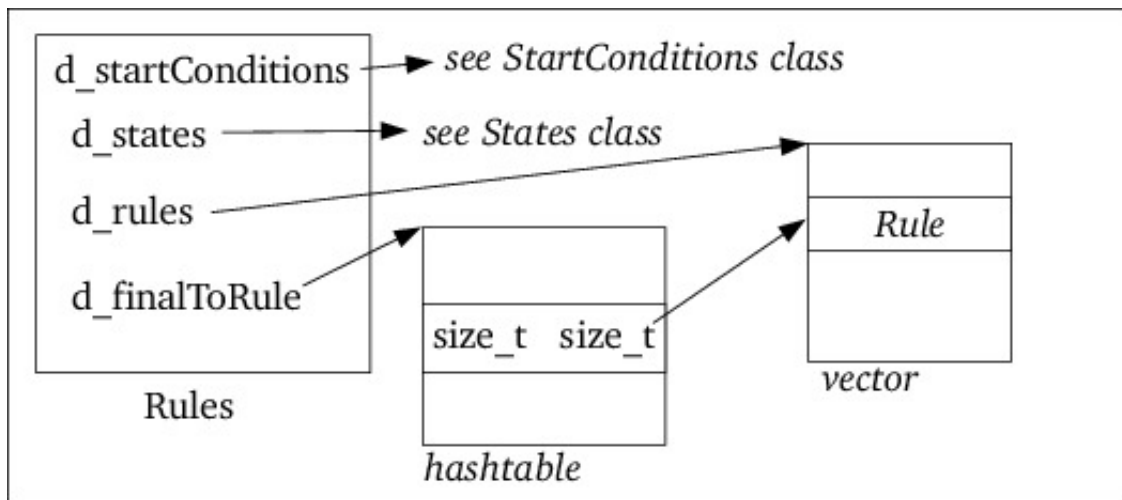 d_startConditions
see StartConditions class
d_states
see States class
d_rules
d_finalToRule
Rules
size_t size_t
hashtable
Rule
vector